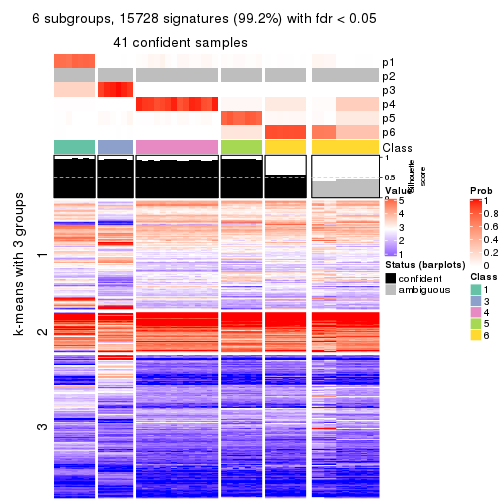 6 subgroups, 15728 signatures (99.2%) with fdr < 0.05
41 confident samples
p1
p2
p3
p4
p5
p6
Class
1
0.5
0
Silhouette
score
k-means with 3 groups
1
2
3
Value
5
4
3
2
1
Status (barplots)
confident
ambiguous
Prob
1
0.8
0.6
0.4
0.2
0
Class
1
3
4
5
6